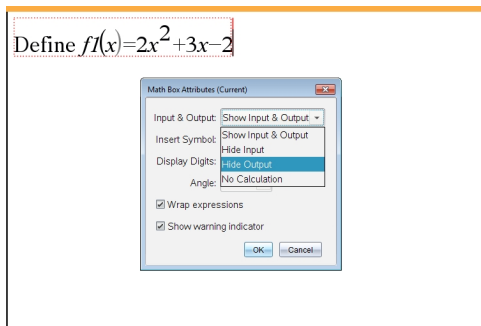 Define f1(x)=2x²+3x-2
Math Box Attributes (Current)
Input & Output: Show Input & Output
Show Input & Output
Insert Symbol:
Hide Input
Display Digits:
Hide Output
Angle:
No Calculation
Wrap expressions
Show warning indicator
OK Cancel